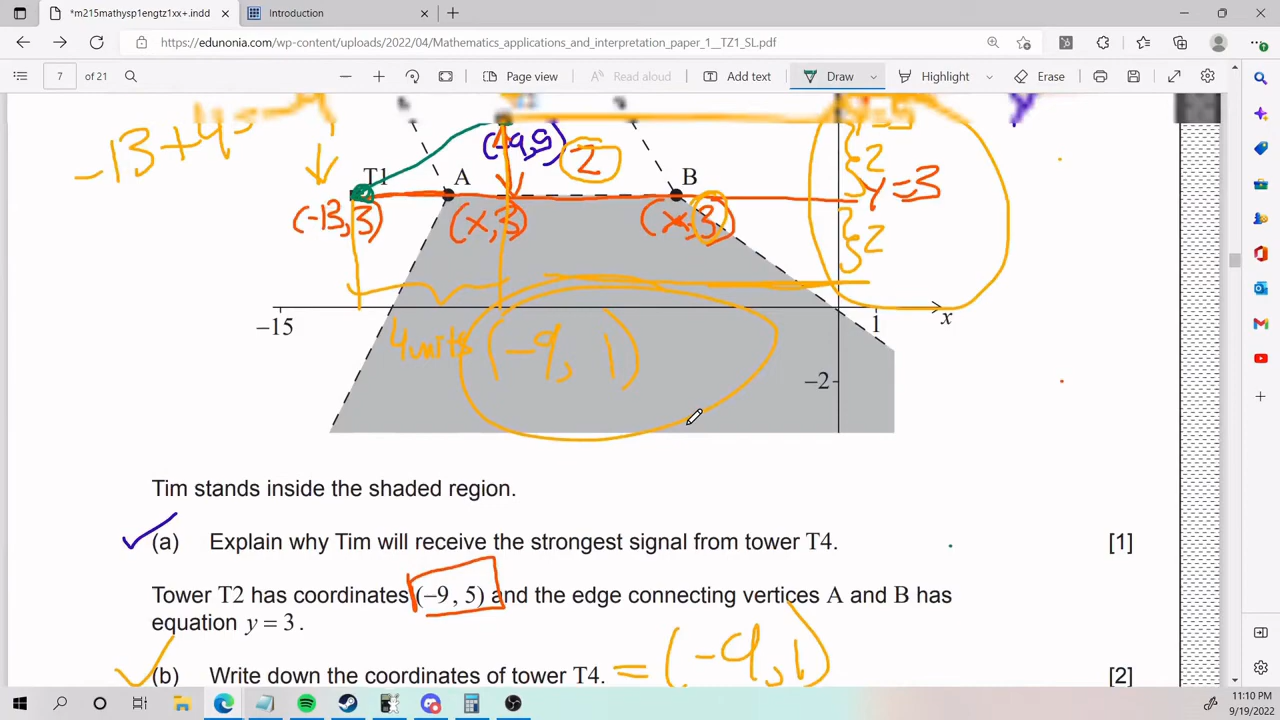 *m215mathysp1engtz1xx+.indd
Introduction
https://edunonia.com/wp-content/uploads/2022/04/Mathematics_applications_and_interpretation_paper_1__TZ1_SL.pdf
7 of 21
Page view
Read aloud
Add text
Draw
Highlight
Erase
-13+4=
(-9,5)
2
T1
A
B
2
3
y=3
(-13,3)
(x,3)
(x,3)
2
3
−15
1
x
4units
(-9, 1)
−2
Tim stands inside the shaded region.
(a) Explain why Tim will receive the strongest signal from tower T4. [1]
Tower T2 has coordinates (−9, 5) and the edge connecting vertices A and B has
equation y = 3.
=(-9,1)
(b) Write down the coordinates of tower T4. [2]
11:10 PM
9/19/2022